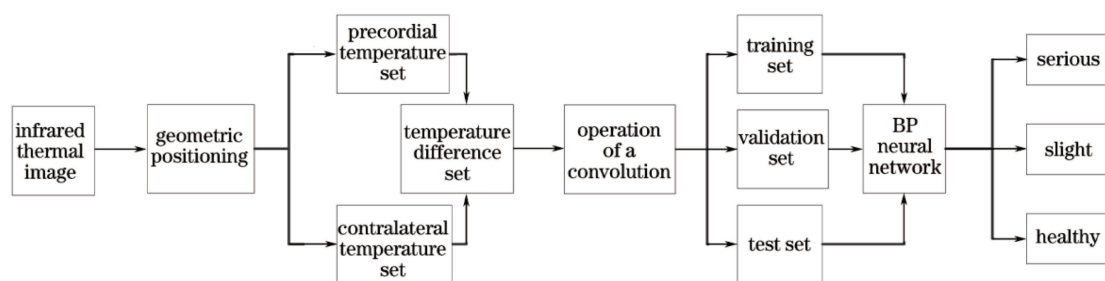 infrared
thermal
image
geometric
positioning
precordial
temperature
set
contralateral
temperature
set
temperature
difference
set
operation
of a
convolution
training
set
validation
set
test set
BP
neural
network
serious
slight
healthy